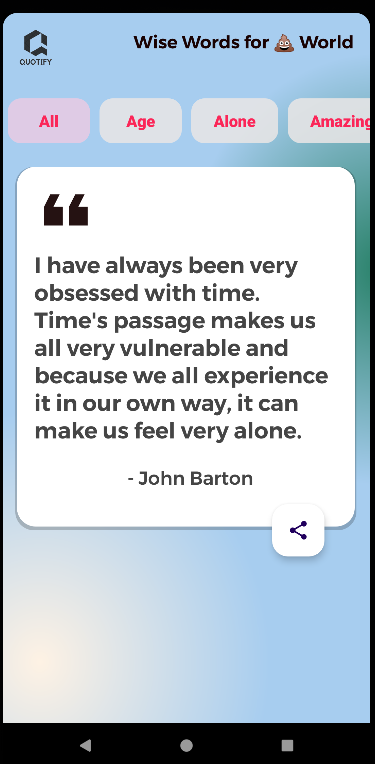 Wise Words for 💩 World
QUOTIFY
All
Age
Alone
Amazing
❝
I have always been very
obsessed with time.
Time's passage makes us
all very vulnerable and
because we all experience
it in our own way, it can
make us feel very alone.
- John Barton